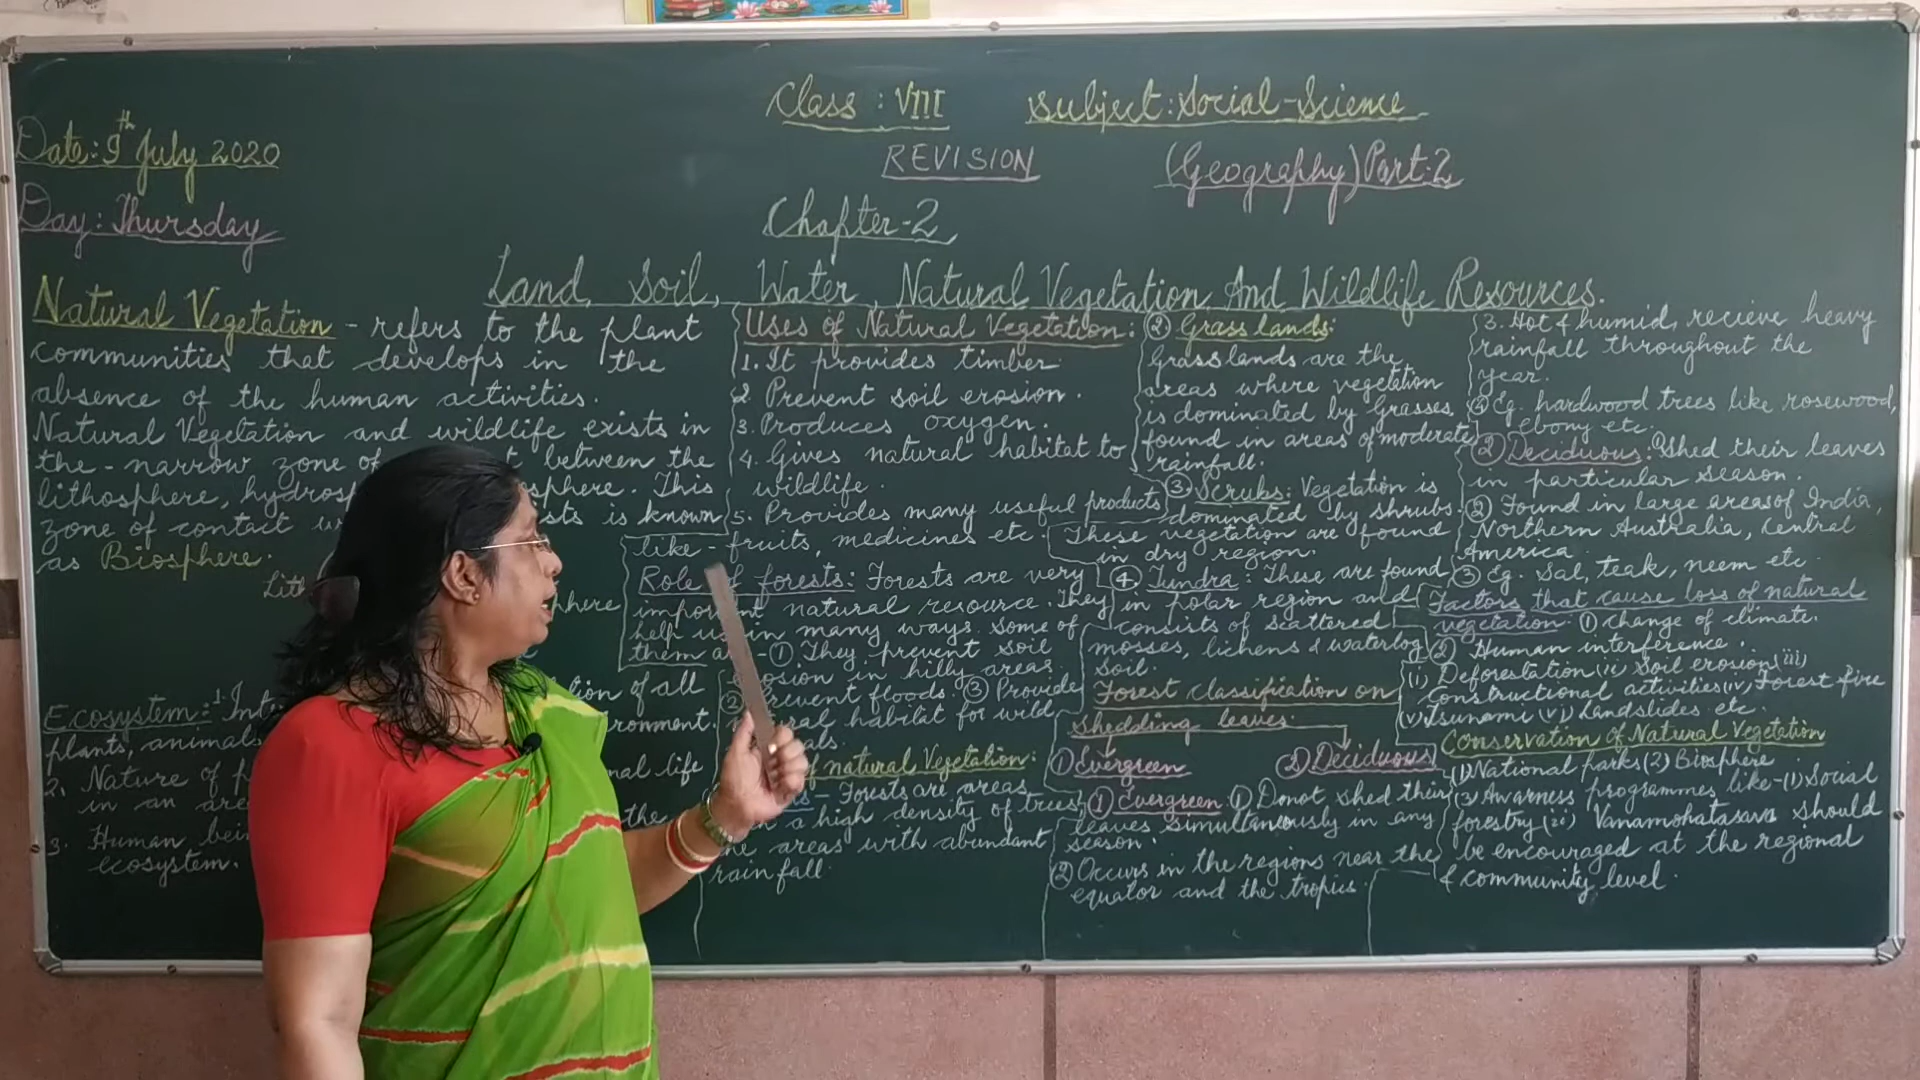 Class : VIII Subject : Social-Science
Date : 9th July 2020
REVISION (Geography) Part-2
Day : Thursday
Chapter-2
Land, Soil, Water, Natural Vegetation And Wildlife Resources.
Natural Vegetation - refers to the plant
communities that develops in the
absence of the human activities.
Natural Vegetation and wildlife exists in
the - narrow zone of between the
lithosphere, sphere. This
zone of contact is known
as Biosphere.
Ecosystem : 1. of all
plants, animals ronment.
2. Nature of life
in an the
3. Human
ecosystem.
Uses of Natural Vegetation :
1. It provides timber
2. Prevent soil erosion.
3. Produces oxygen.
4. Gives natural habitat to
wildlife.
5. Provides many useful products
like - fruits, medicines etc.
Role of forests : Forests are very
important natural resource. They
help us in many ways. Some of
them - ① They prevent soil
erosion in hilly areas.
② Prevent floods. ③ Provide
habitat for wild
of natural Vegetation :
- Forests are areas
a high density of trees,
areas with abundant
rainfall.
② Grasslands :
Grasslands are the
areas where vegetation
is dominated by Grasses.
found in areas of moderate
rainfall.
③ Scrubs : Vegetation is
dominated by shrubs.
These vegetation are found
in dry region.
④. Tundra : These are found
in polar region and
consists of scattered
mosses, lichens & waterlog
soil.
Forest classification on
shedding leaves.
① Evergreen ② Deciduous
① Evergreen ① Donot shed their
leaves simultaneously in any
season.
② Occurs in the regions near the
equator and the tropics.
3. Hot & humid, recieve heavy
rainfall throughout the
year.
④ Eg. hardwood trees like rosewood,
ebony etc.
② Deciduous : ① Shed their leaves
in particular season.
② Found in large areas of India,
Northern Australia, Central
America
③ Eg. Sal, teak, neem etc.
Factors that cause loss of natural
vegetation ① change of climate.
② Human interference.
(i) Deforestation (ii) Soil erosion (iii)
constructional activities (iv) Forest fire
(v) Tsunami (vi) Landslides etc.
Conservation of Natural Vegetation
(1) National parks (2) Biosphere
(3) Awarness programmes like - (1) Social
forestry (ii) Vanamohatasava should
be encouraged at the regional
& community level.